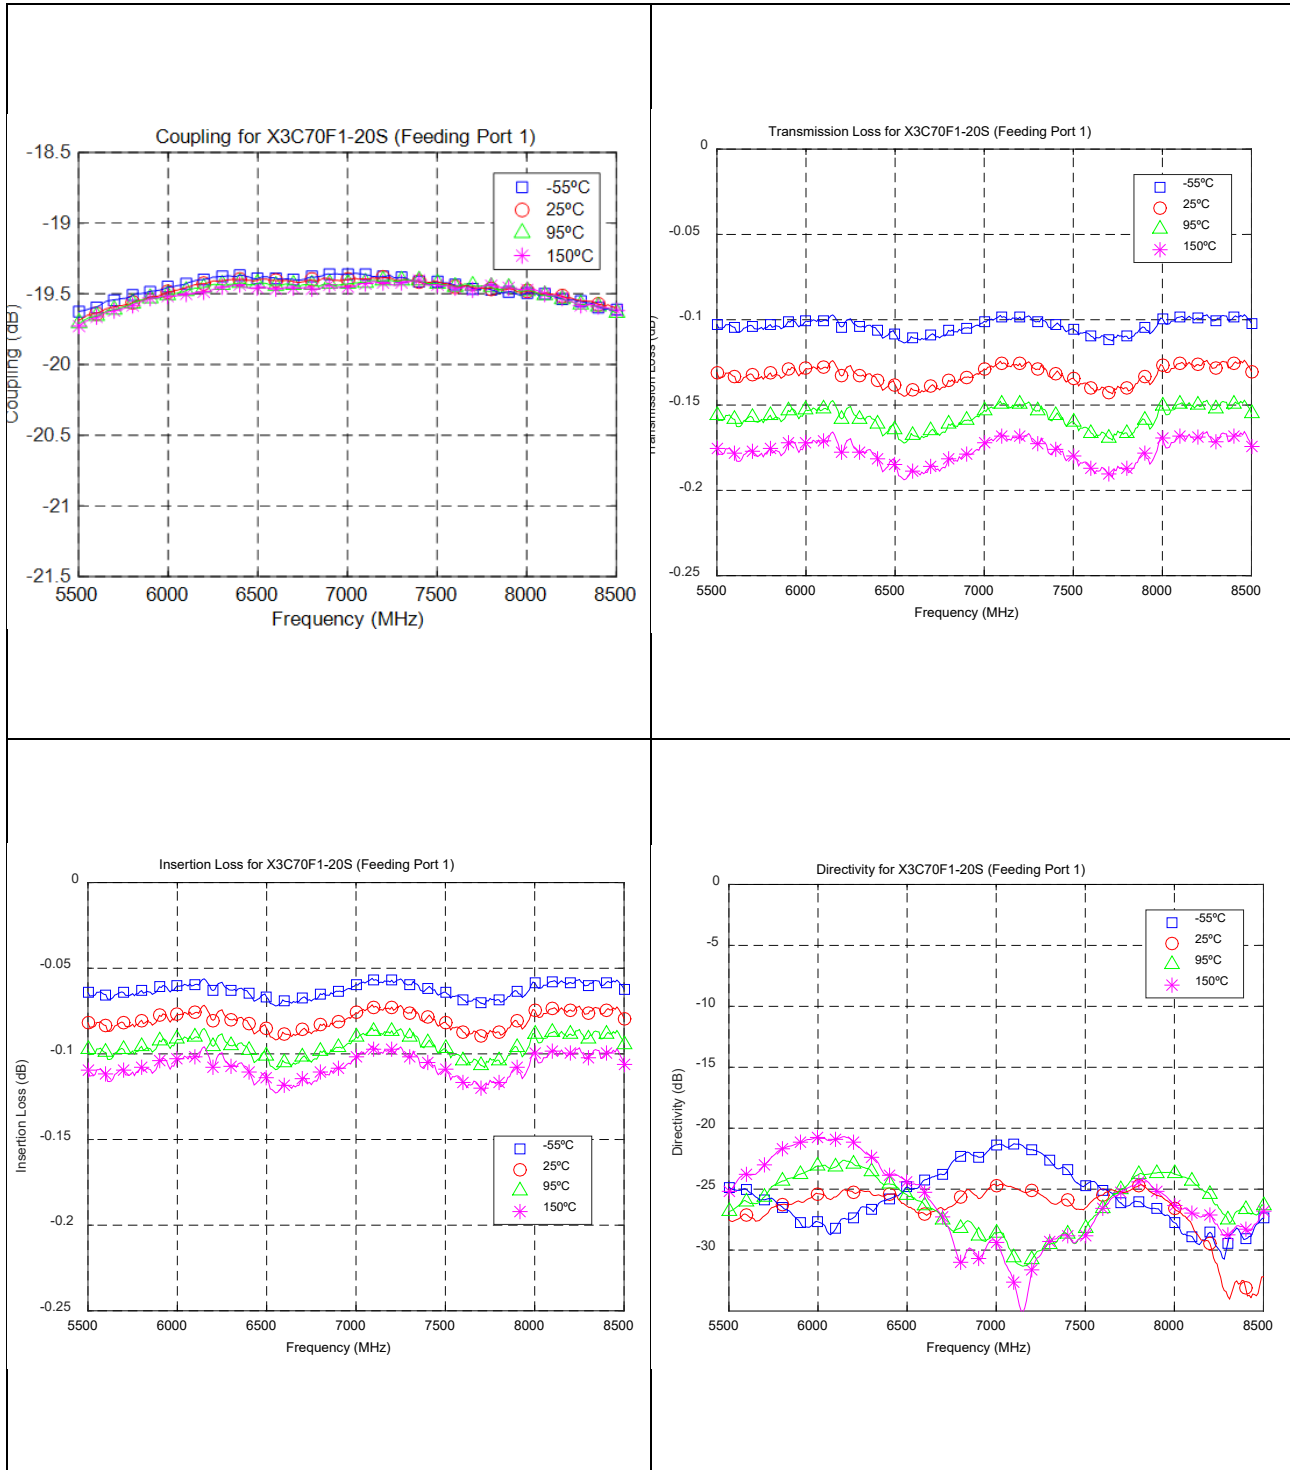 Coupling for X3C70F1-20S (Feeding Port 1)
-18.5
-19
-19.5
-20
-20.5
-21
-21.5
Coupling (dB)
-55ºC
25ºC
95ºC
150ºC
5500 6000 6500 7000 7500 8000 8500
Frequency (MHz)
Transmission Loss for X3C70F1-20S (Feeding Port 1)
0
-0.05
-0.1
-0.15
-0.2
-0.25
Loss (dB)
-55ºC
25ºC
95ºC
150ºC
5500 6000 6500 7000 7500 8000 8500
Frequency (MHz)
Insertion Loss for X3C70F1-20S (Feeding Port 1)
0
-0.05
-0.1
-0.15
-0.2
-0.25
Insertion Loss (dB)
-55ºC
25ºC
95ºC
150ºC
5500 6000 6500 7000 7500 8000 8500
Frequency (MHz)
Directivity for X3C70F1-20S (Feeding Port 1)
0
-5
-10
-15
-20
-25
-30
Directivity (dB)
-55ºC
25ºC
95ºC
150ºC
5500 6000 6500 7000 7500 8000 8500
Frequency (MHz)